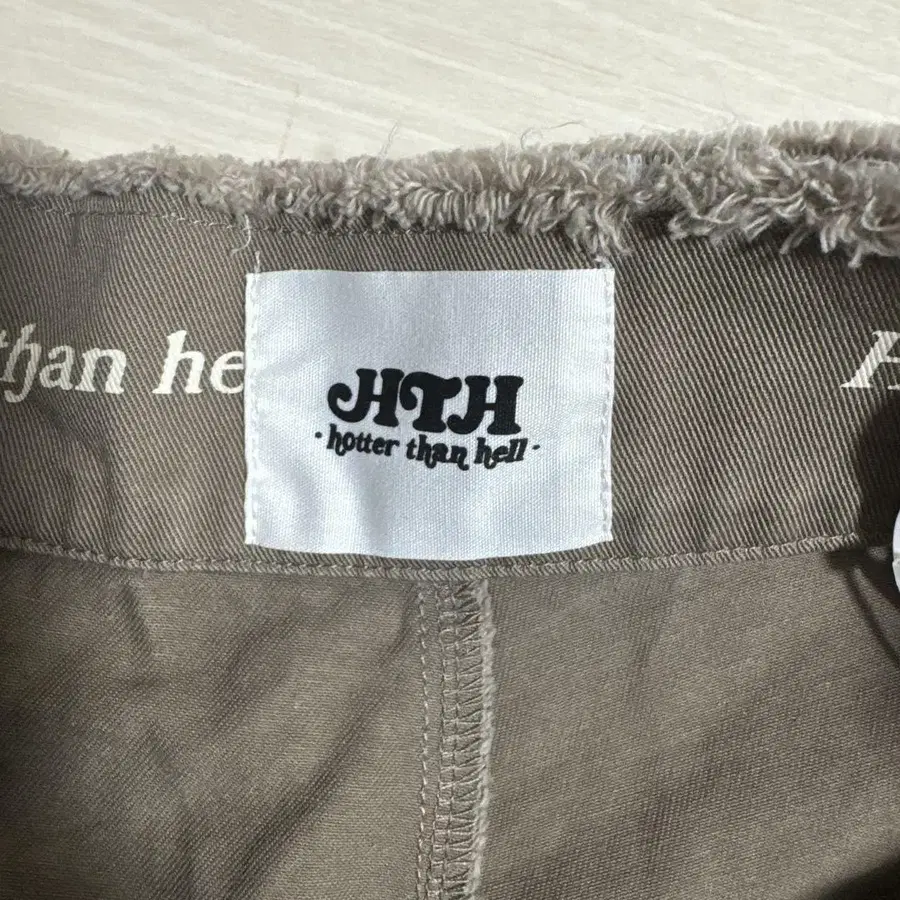 than he
HTH
· hotter than hell ·
H